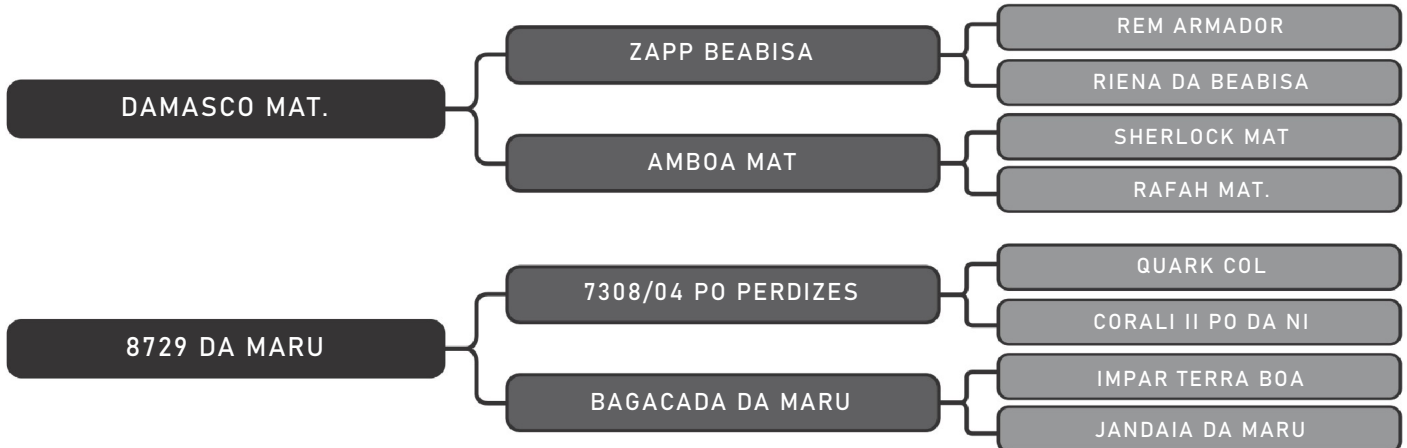 DAMASCO MAT.
ZAPP BEABISA
REM ARMADOR
RIENA DA BEABISA
AMBOA MAT
SHERLOCK MAT
RAFAH MAT.
8729 DA MARU
7308/04 PO PERDIZES
QUARK COL
CORALI II PO DA NI
BAGACADA DA MARU
IMPAR TERRA BOA
JANDAIA DA MARU